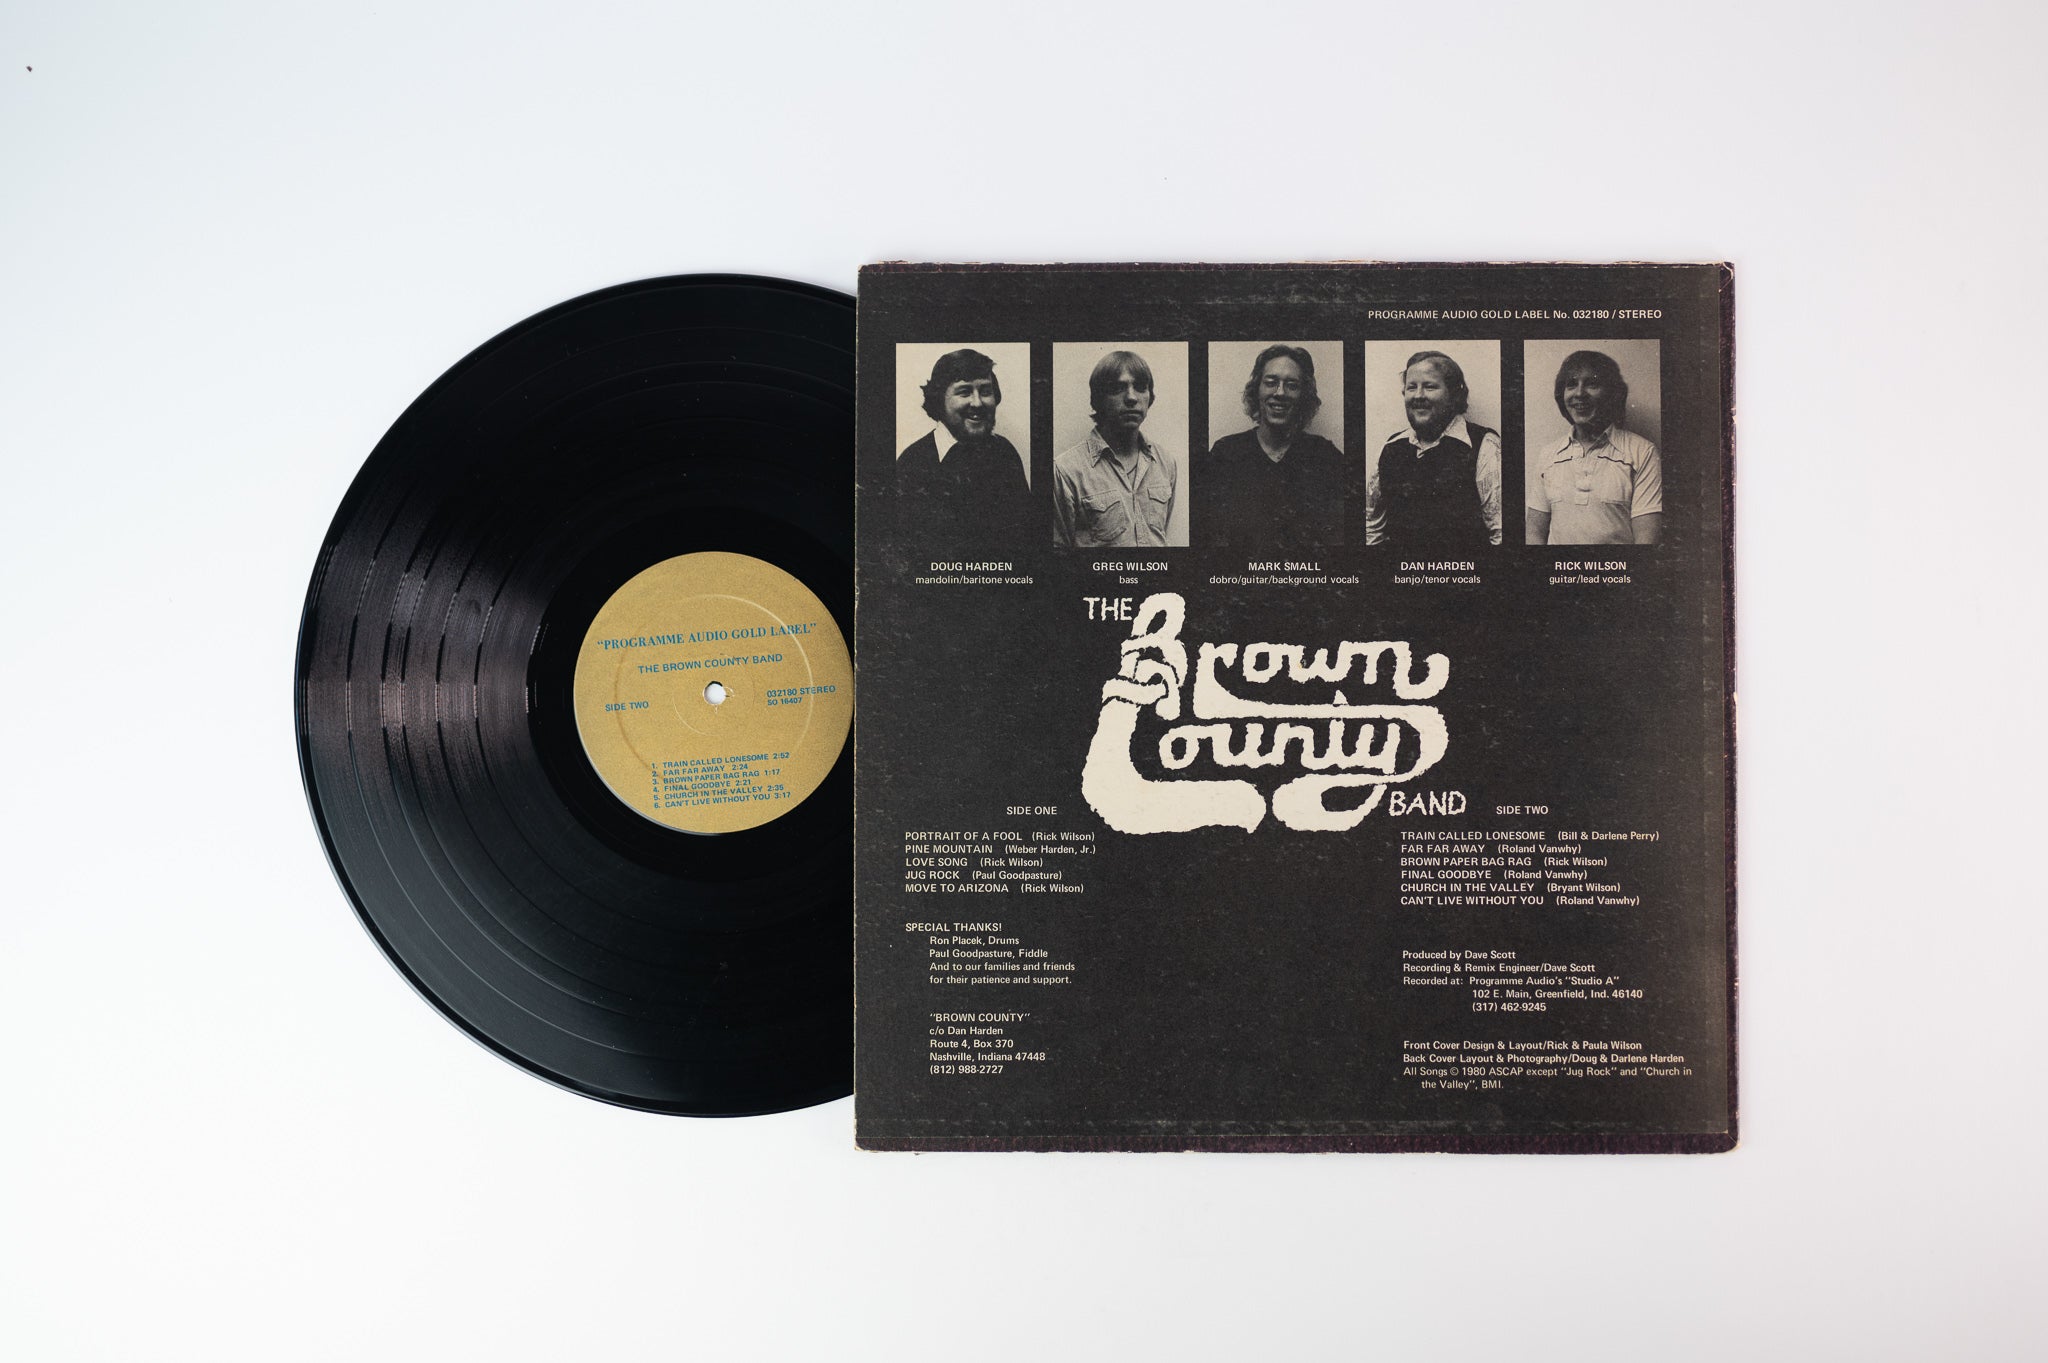 "PROGRAMME AUDIO GOLD LABEL"
THE BROWN COUNTY BAND
SIDE TWO
032180 STEREO
SO 16407
1. TRAIN CALLED LONESOME 2:52
2. FAR FAR AWAY 2:24
3. BROWN PAPER BAG RAG 1:17
4. FINAL GOODBYE 2:21
5. CHURCH IN THE VALLEY 2:35
6. CAN'T LIVE WITHOUT YOU 3:17
PROGRAMME AUDIO GOLD LABEL No. 032180 / STEREO
DOUG HARDEN
mandolin/baritone vocals
GREG WILSON
bass
MARK SMALL
dobro/guitar/background vocals
DAN HARDEN
banjo/tenor vocals
RICK WILSON
guitar/lead vocals
THE
Brown
County
BAND
SIDE ONE
PORTRAIT OF A FOOL (Rick Wilson)
PINE MOUNTAIN (Weber Harden, Jr.)
LOVE SONG (Rick Wilson)
JUG ROCK (Paul Goodpasture)
MOVE TO ARIZONA (Rick Wilson)
SPECIAL THANKS!
Ron Placek, Drums
Paul Goodpasture, Fiddle
And to our families and friends
for their patience and support.
"BROWN COUNTY"
c/o Dan Harden
Route 4, Box 370
Nashville, Indiana 47448
(812) 988-2727
SIDE TWO
TRAIN CALLED LONESOME (Bill & Darlene Perry)
FAR FAR AWAY (Roland Vanwhy)
BROWN PAPER BAG RAG (Rick Wilson)
FINAL GOODBYE (Roland Vanwhy)
CHURCH IN THE VALLEY (Bryant Wilson)
CAN'T LIVE WITHOUT YOU (Roland Vanwhy)
Produced by Dave Scott
Recording & Remix Engineer/Dave Scott
Recorded at: Programme Audio's "Studio A"
102 E. Main, Greenfield, Ind. 46140
(317) 462-9245
Front Cover Design & Layout/Rick & Paula Wilson
Back Cover Layout & Photography/Doug & Darlene Harden
All Songs © 1980 ASCAP except "Jug Rock" and "Church in
the Valley", BMI.